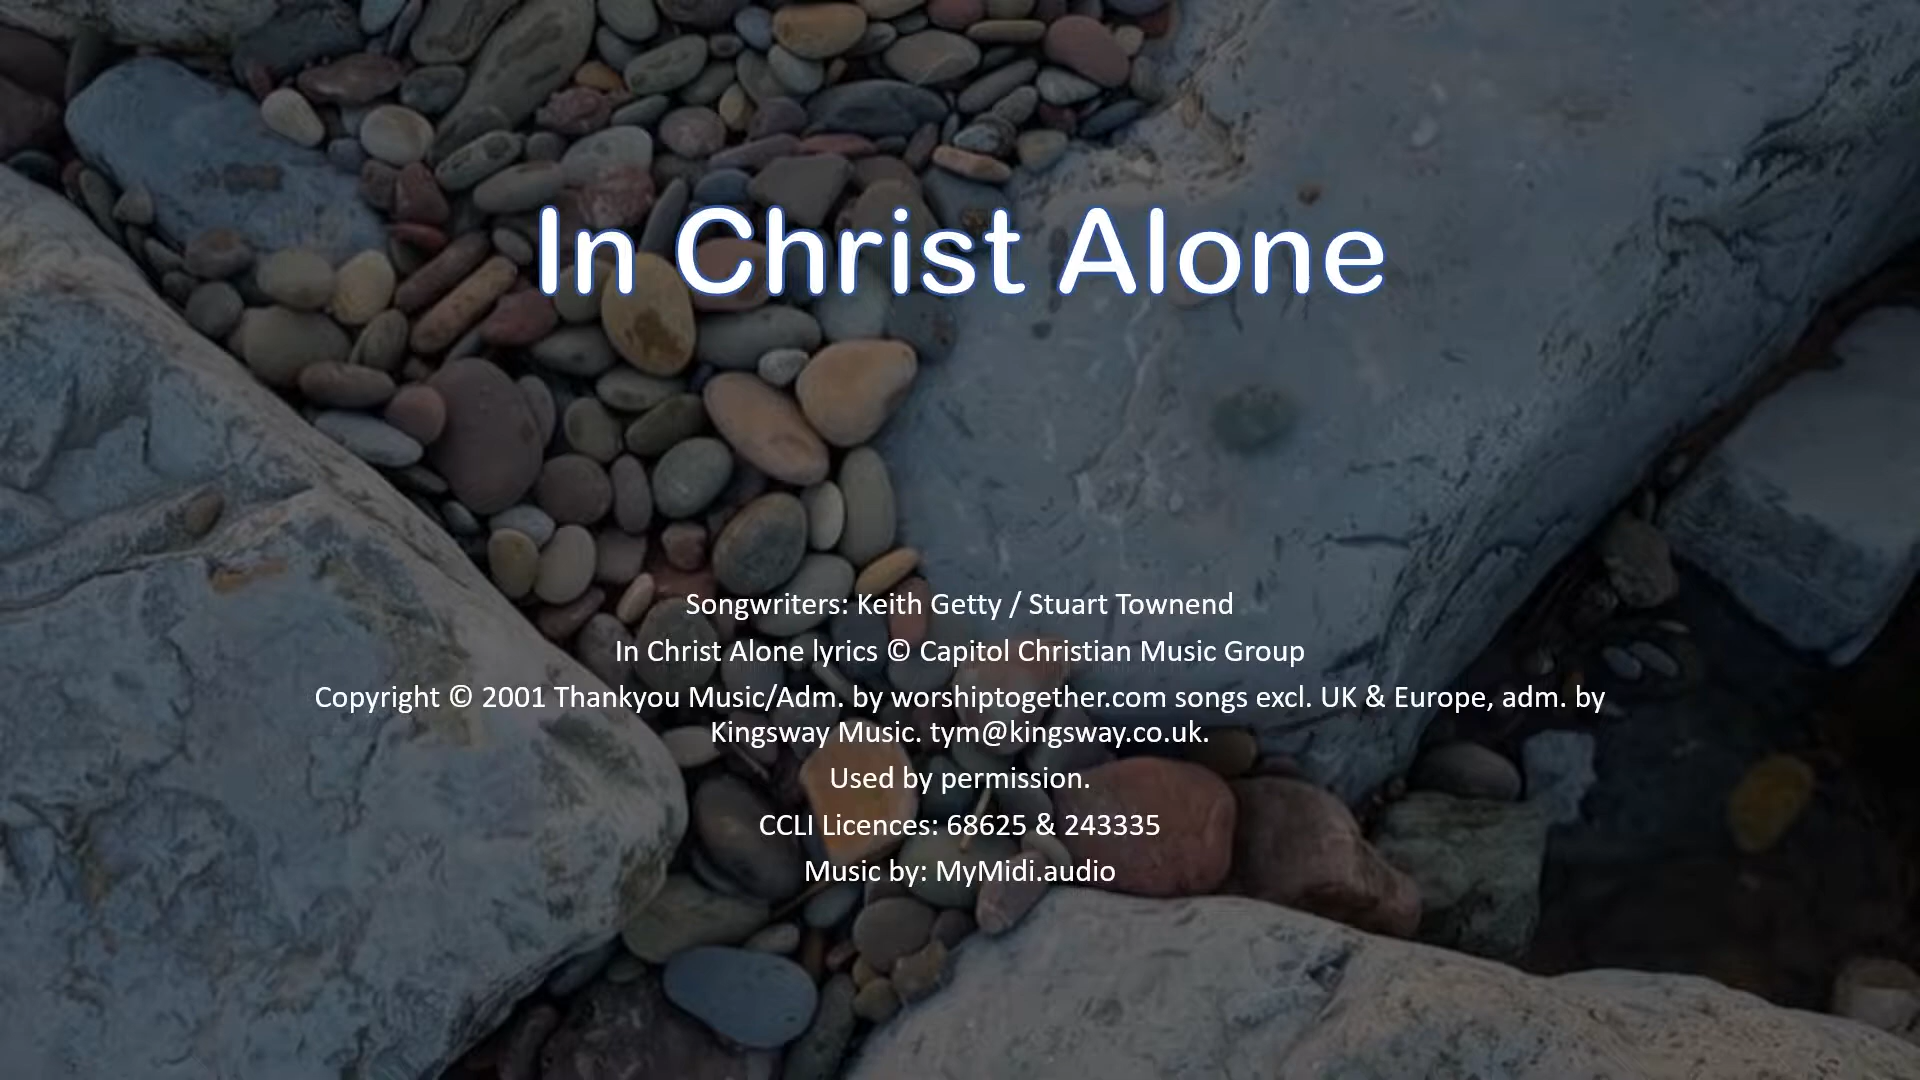 In Christ Alone
Songwriters: Keith Getty / Stuart Townend
In Christ Alone lyrics © Capitol Christian Music Group
Copyright © 2001 Thankyou Music/Adm. by worshiptogether.com songs excl. UK & Europe, adm. by
Kingsway Music. tym@kingsway.co.uk.
Used by permission.
CCLI Licences: 68625 & 243335
Music by: MyMidi.audio